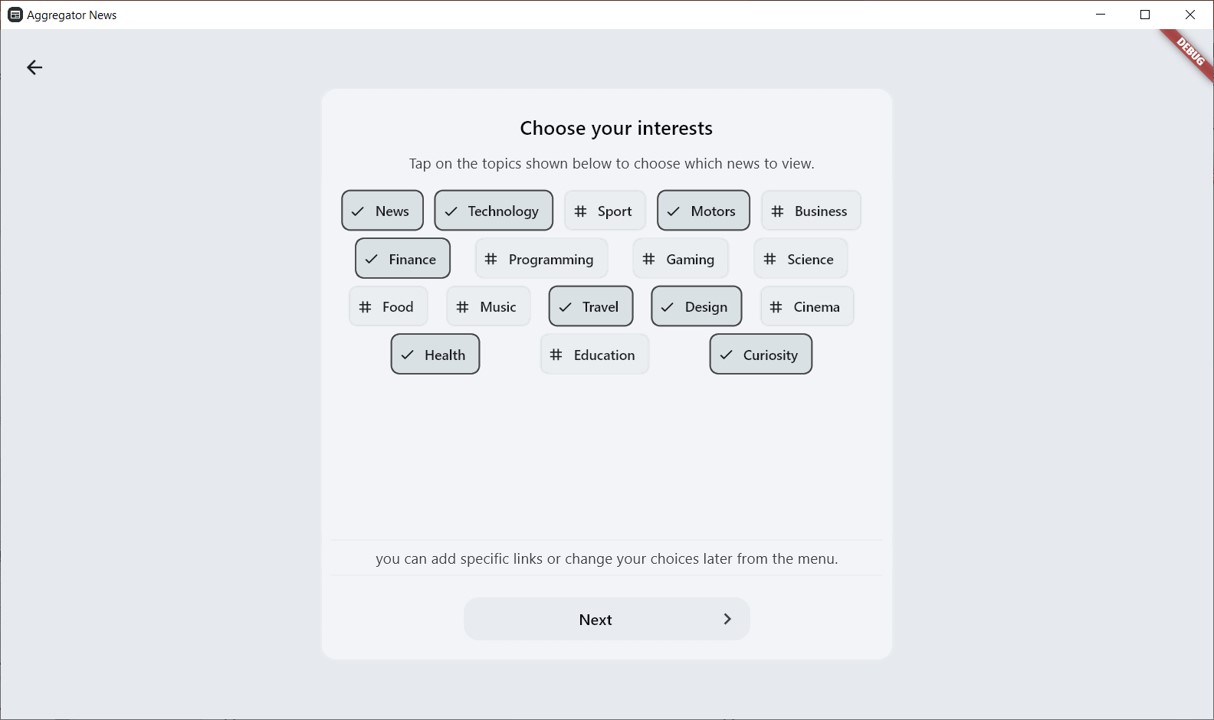 Aggregator News
DEBUG
Choose your interests
Tap on the topics shown below to choose which news to view.
News Technology # Sport Motors # Business
Finance # Programming # Gaming # Science
# Food # Music Travel Design # Cinema
Health # Education Curiosity
you can add specific links or change your choices later from the menu.
Next